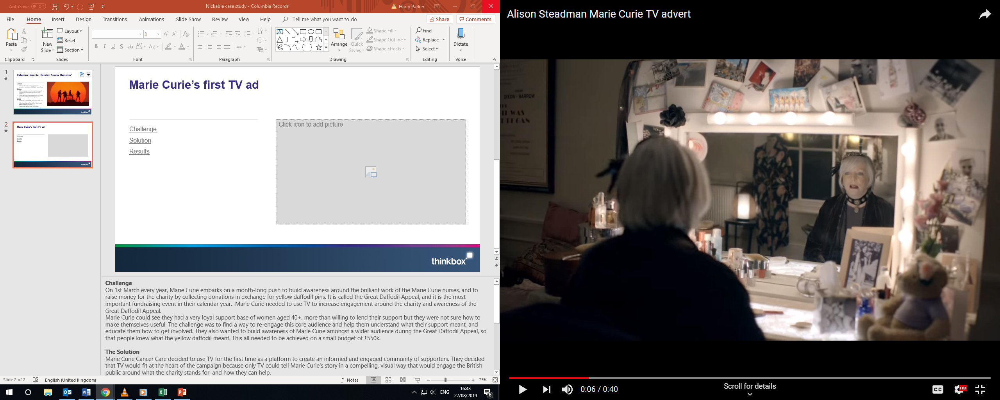 AutoSave Off
Nickable case study - Columbia Records
Harry Parker
File Home Insert Design Transitions Animations Slide Show Review View Help Tell me what you want to do
Share Comments
Paste
New Slide
Layout
Reset
Section
8
Arrange
Quick Styles
Shape Fill
Shape Outline
Shape Effects
Find
Replace
Select
Dictate
Clipboard Slides Font Paragraph Drawing Editing Voice
1
Columbia Records: 'Random Access Memories'
thinkbox
2
Marie Curie's first TV ad
Challenge
Solution
Results
thinkbox
Marie Curie’s first TV ad
Challenge
Solution
Results
Click icon to add picture
thinkbox
Challenge
On 1st March every year, Marie Curie embarks on a month-long push to build awareness around the brilliant work of the Marie Curie nurses, and to
raise money for the charity by collecting donations in exchange for yellow daffodil pins. It is called the Great Daffodil Appeal, and it is the most
important fundraising event in their calendar year.  Marie Curie needed to use TV to increase engagement around the charity and awareness of the
Great Daffodil Appeal.
Marie Curie could see they had a very loyal support base of women aged 40+, more than willing to lend their support but they were not sure how to
make themselves useful. The challenge was to find a way to re-engage this core audience and help them understand what their support meant, and
educate them how to get involved. They also wanted to build awareness of Marie Curie amongst a wider audience during the Great Daffodil Appeal, so
that people knew what the yellow daffodil meant. This all needed to be achieved on a small budget of £550k.
The Solution
Marie Curie Cancer Care decided to use TV for the first time as a platform to create an informed and engaged community of supporters. They decided
that TV would fit at the heart of the campaign because only TV could tell Marie Curie's story in a compelling, visual way that would engage the British
public around what the charity stands for, and how they can help.
Slide 2 of 2
English (United Kingdom)
Notes
73%
ENG
16:43
27/08/2019
6
Alison Steadman Marie Curie TV advert
DIXON - BARROW
IT WAS
0:06 / 0:40
Scroll for details
CC
HD